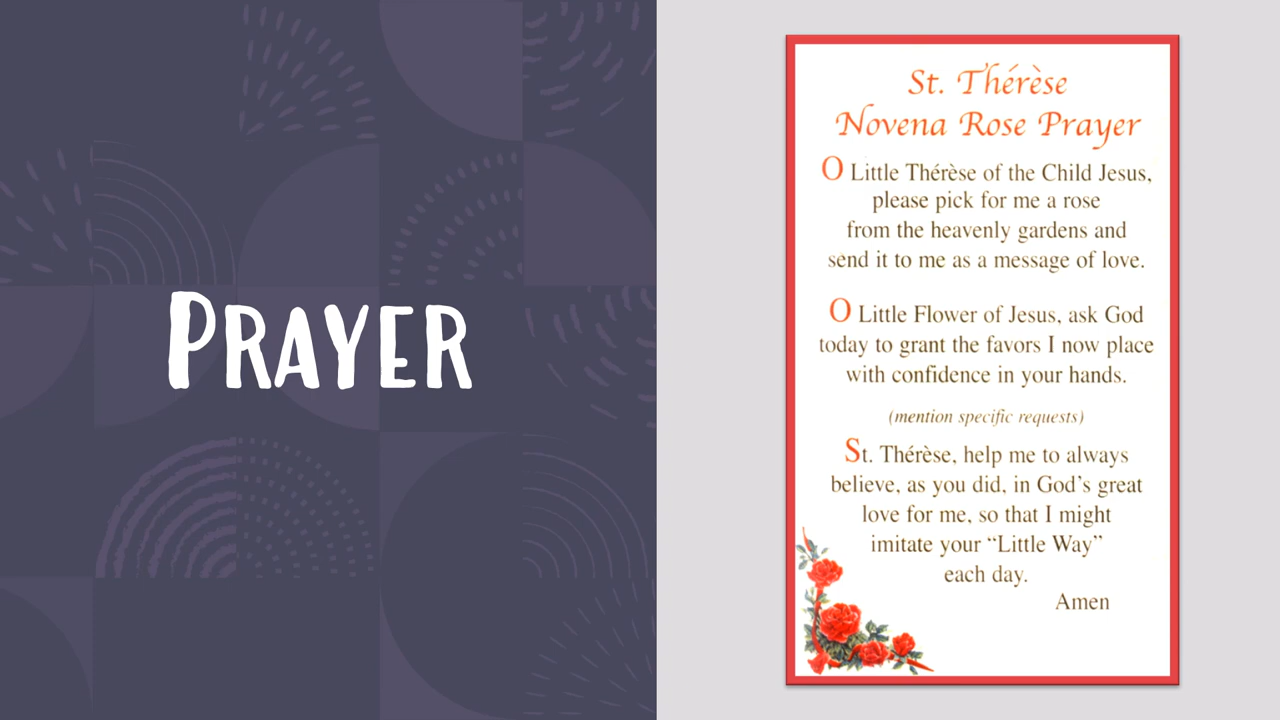 PRAYER
St. Thérèse
Novena Rose Prayer
O Little Thérèse of the Child Jesus,
please pick for me a rose
from the heavenly gardens and
send it to me as a message of love.
O Little Flower of Jesus, ask God
today to grant the favors I now place
with confidence in your hands.
(mention specific requests)
St. Thérèse, help me to always
believe, as you did, in God's great
love for me, so that I might
imitate your “Little Way”
each day.
Amen